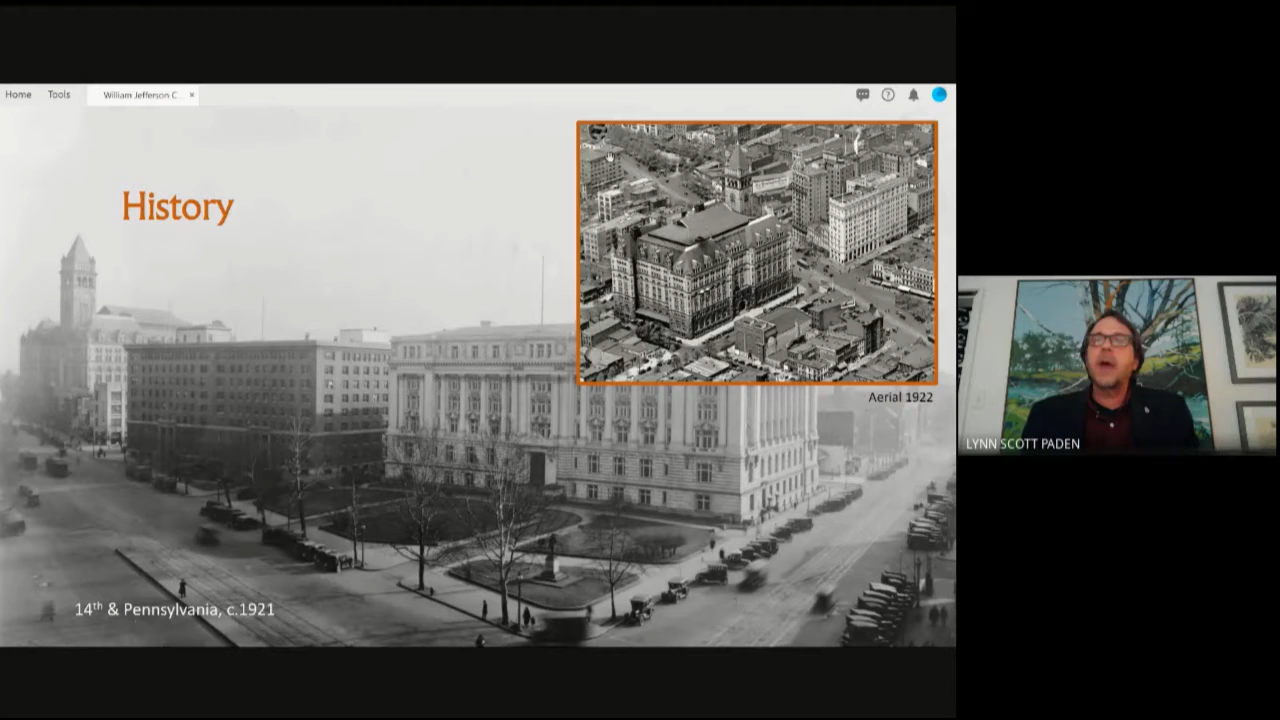 Home Tools William Jefferson C... ×
History
Aerial 1922
14th & Pennsylvania, c.1921
LYNN SCOTT PADEN